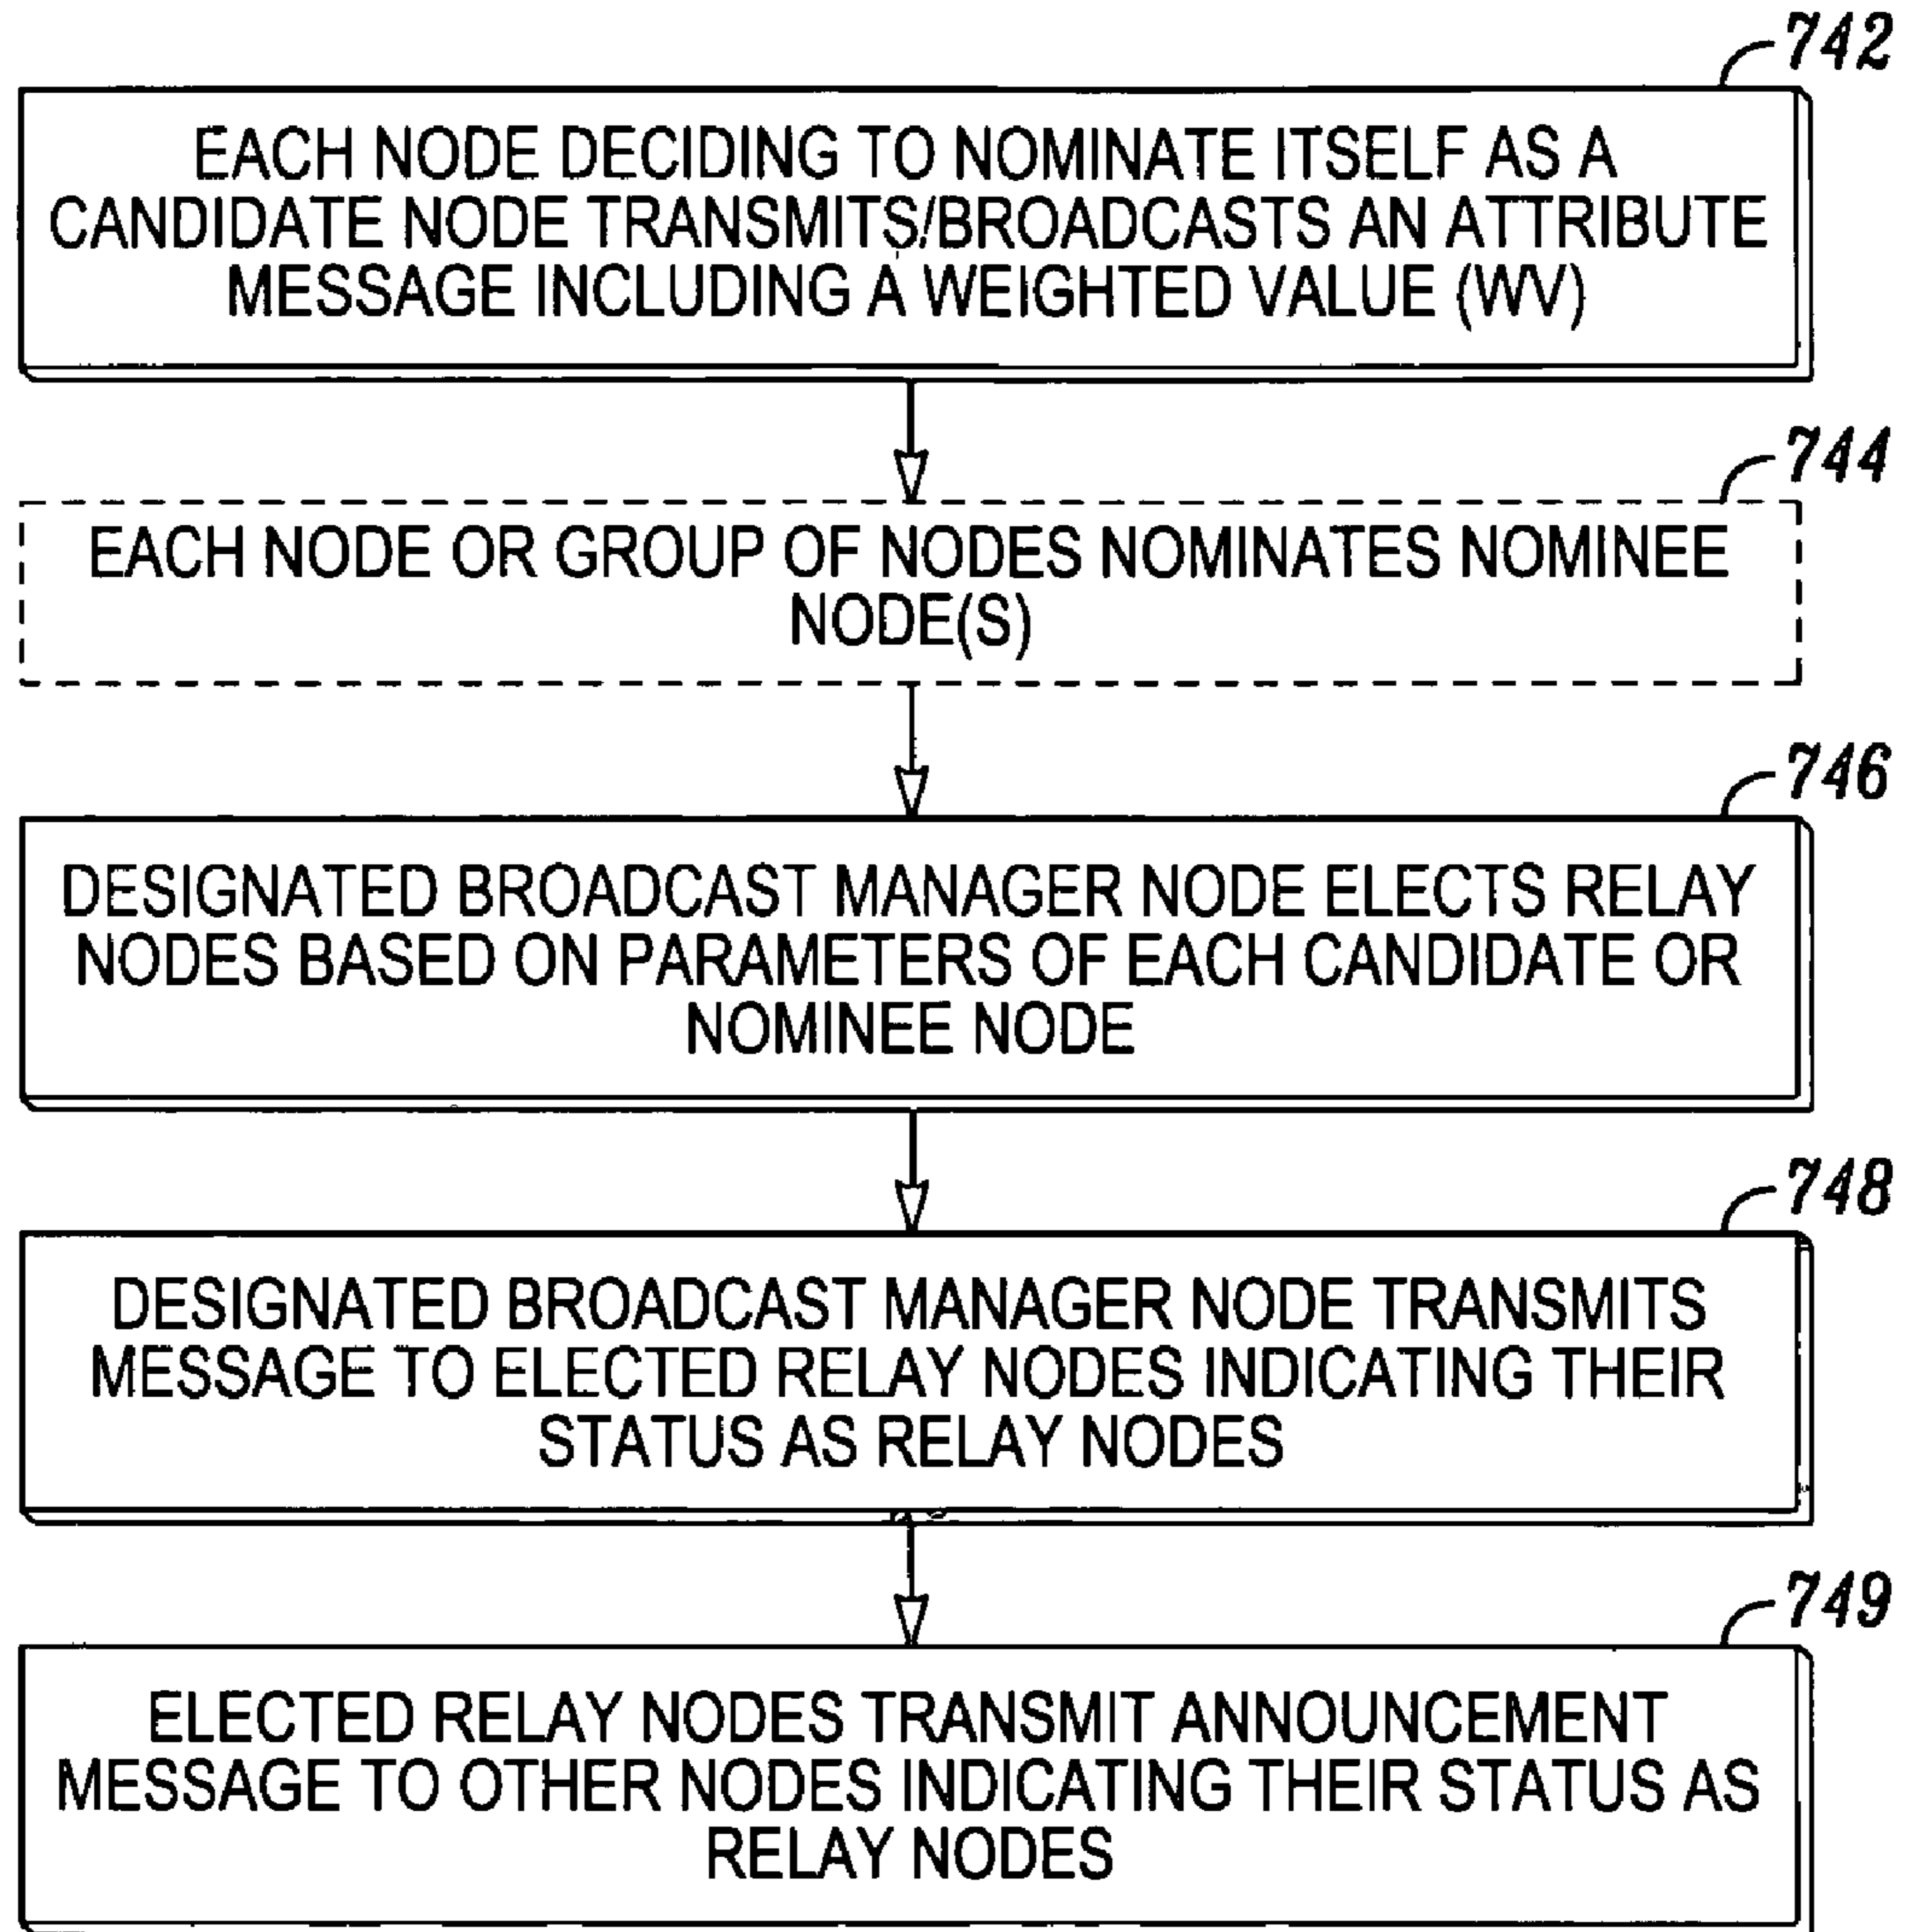 742
EACH NODE DECIDING TO NOMINATE ITSELF AS A
CANDIDATE NODE TRANSMITS/BROADCASTS AN ATTRIBUTE
MESSAGE INCLUDING A WEIGHTED VALUE (WV)
744
EACH NODE OR GROUP OF NODES NOMINATES NOMINEE
NODE(S)
746
DESIGNATED BROADCAST MANAGER NODE ELECTS RELAY
NODES BASED ON PARAMETERS OF EACH CANDIDATE OR
NOMINEE NODE
748
DESIGNATED BROADCAST MANAGER NODE TRANSMITS
MESSAGE TO ELECTED RELAY NODES INDICATING THEIR
STATUS AS RELAY NODES
749
ELECTED RELAY NODES TRANSMIT ANNOUNCEMENT
MESSAGE TO OTHER NODES INDICATING THEIR STATUS AS
RELAY NODES